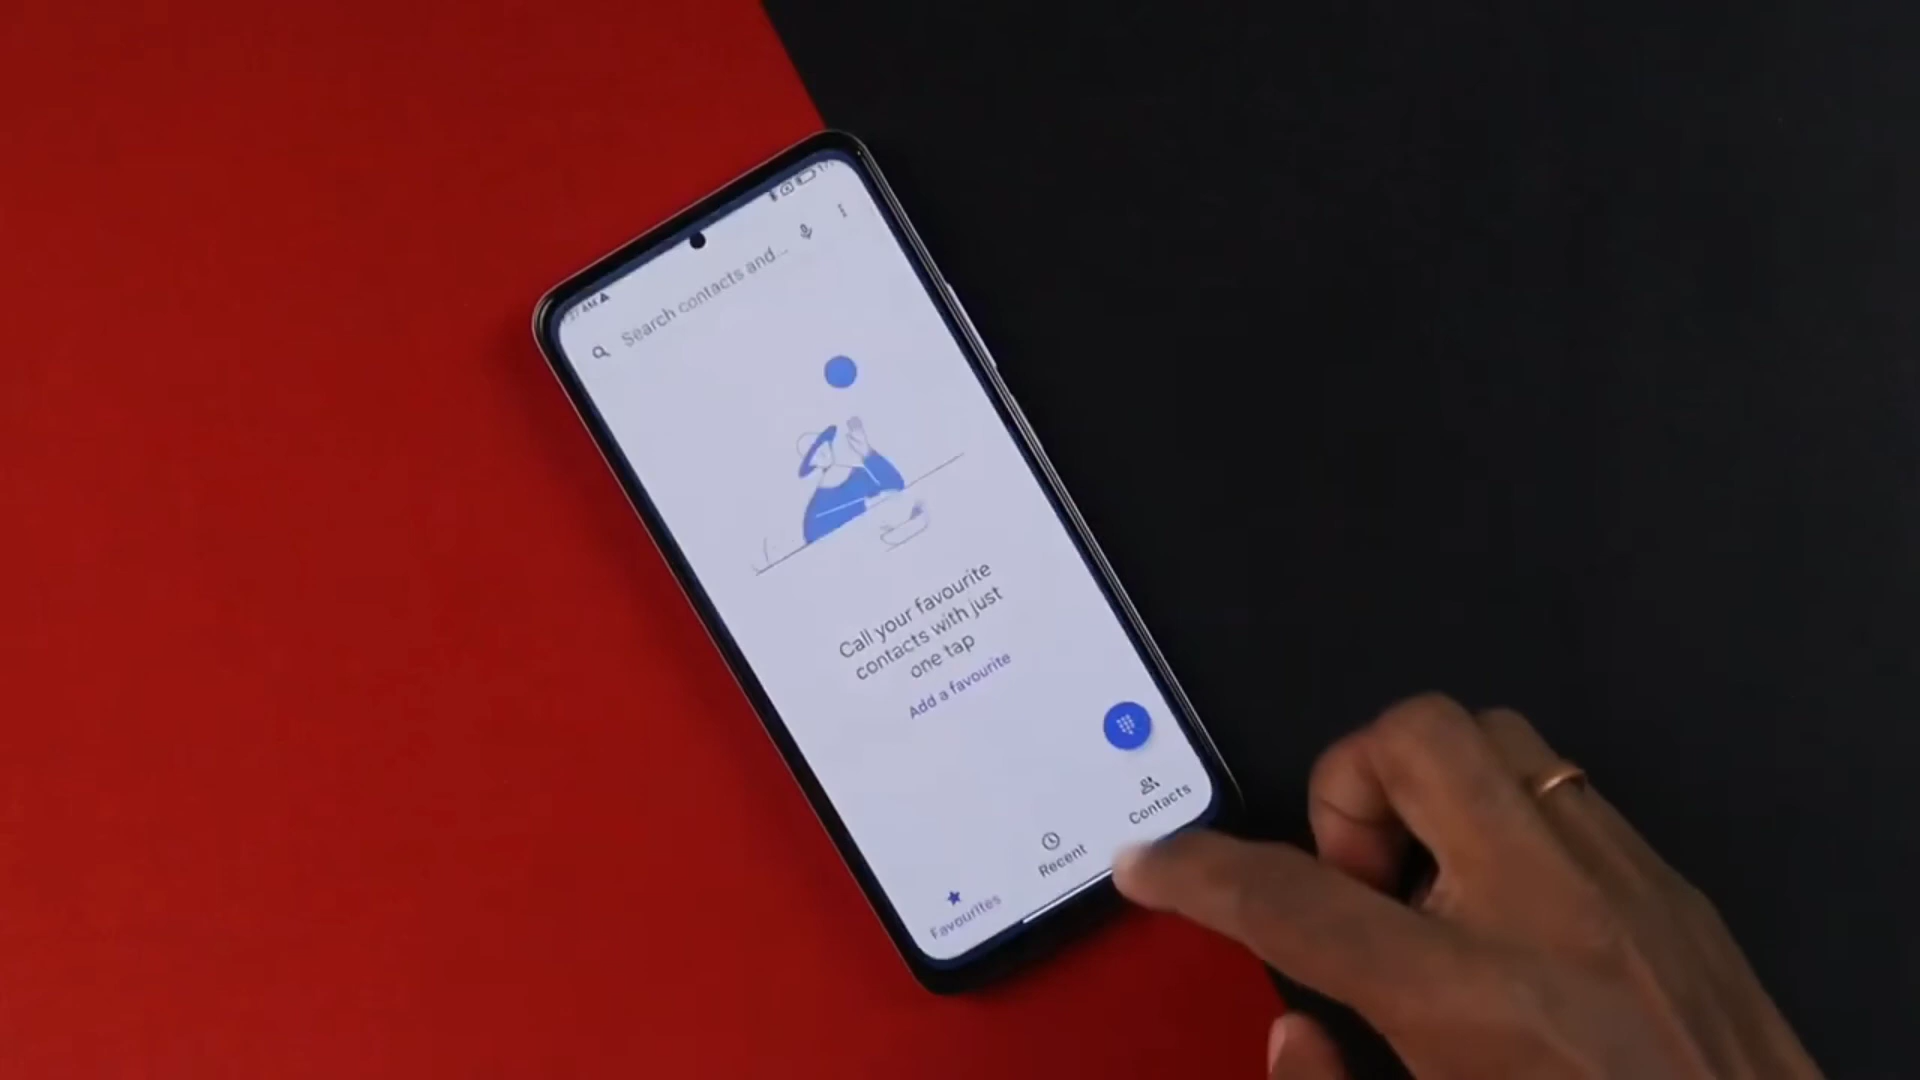 Search contacts and...
Call your favourite
contacts with just
one tap
Add a favourite
Favourites
Recent
Contacts